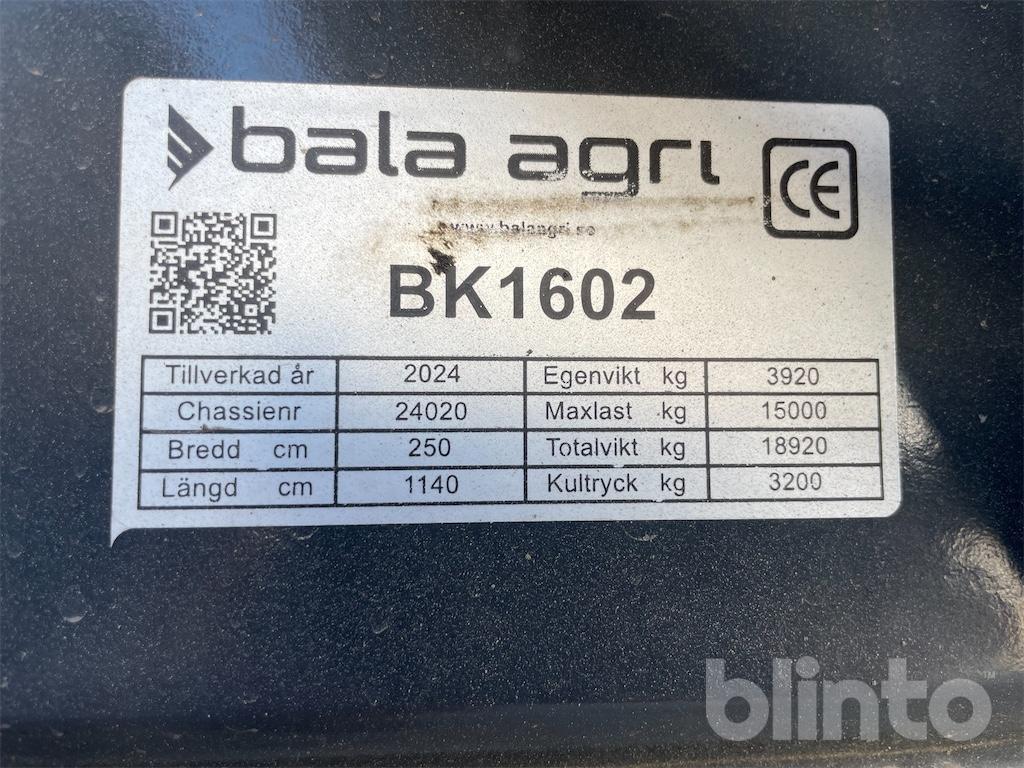 bala agri
CE
www.balaagri.se
BK1602
Tillverkad år 2024 Egenvikt kg 3920
Chassienr 24020 Maxlast kg 15000
Bredd cm 250 Totalvikt kg 18920
Längd cm 1140 Kultryck kg 3200
blinto™